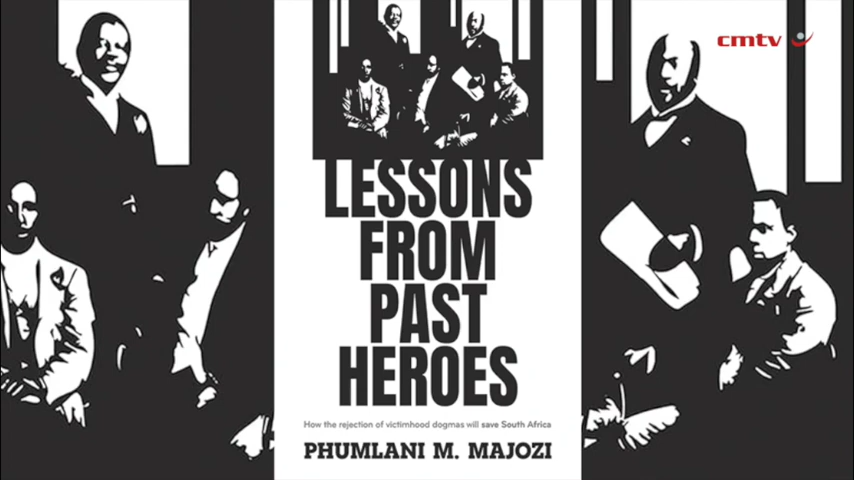 cmtv
LESSONS
FROM
PAST
HEROES
How the rejection of victimhood dogmas will save South Africa
PHUMLANI M. MAJOZI